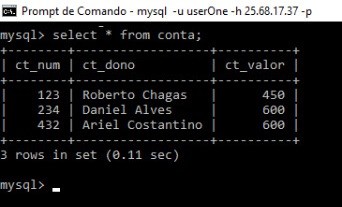 Prompt de Comando - mysql -u userOne -h 25.68.17.37 -p
mysql> select * from conta;
+--------+------------------+----------+
| ct_num | ct_dono          | ct_valor |
+--------+------------------+----------+
|    123 | Roberto Chagas   |      450 |
|    234 | Daniel Alves     |      600 |
|    432 | Ariel Costantino |      600 |
+--------+------------------+----------+
3 rows in set (0.11 sec)
mysql>